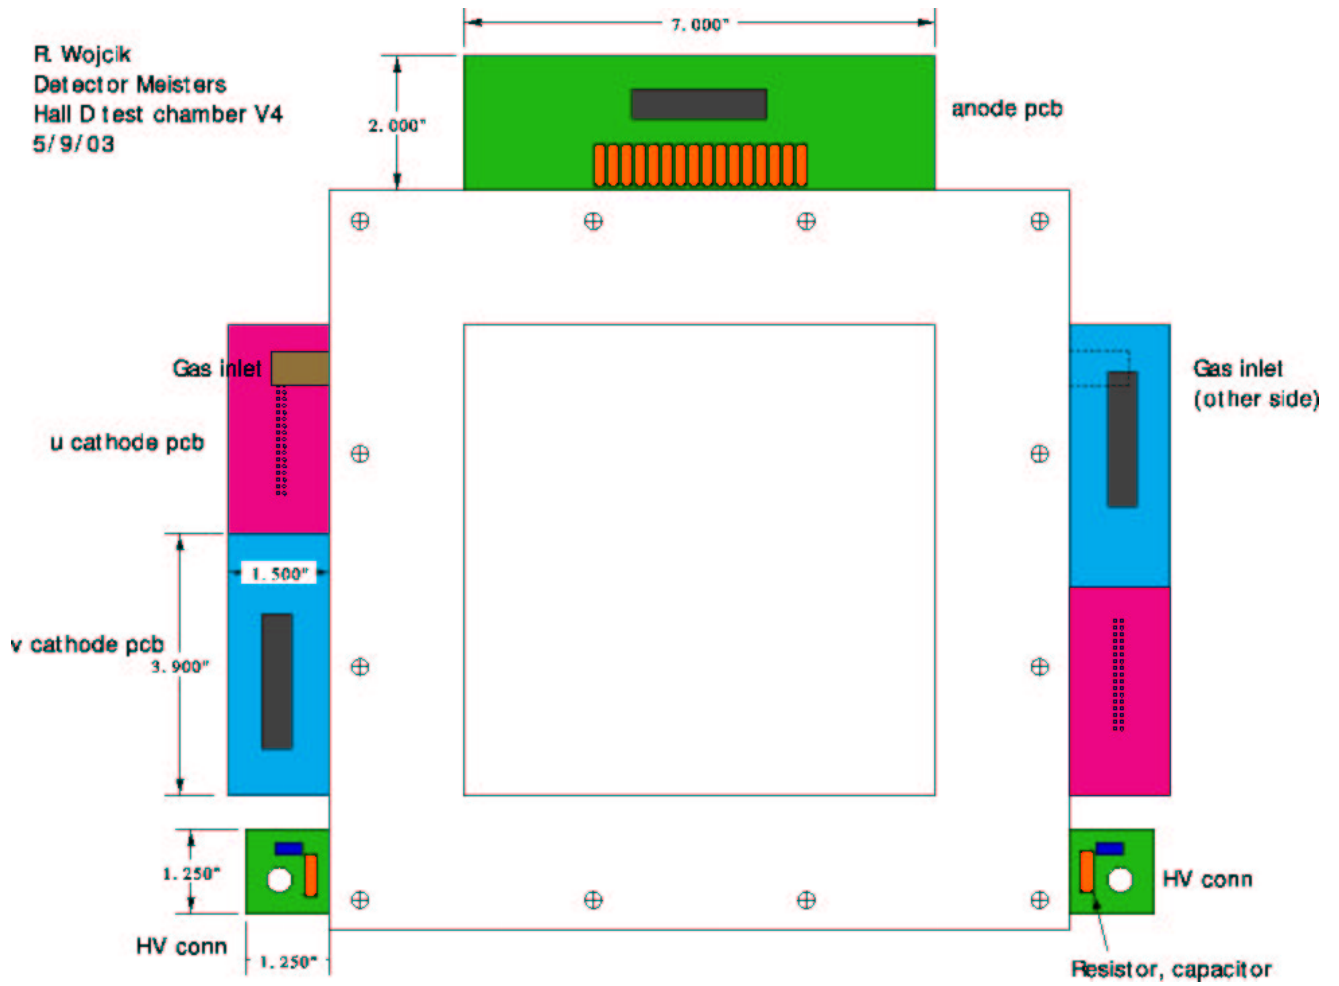 R. Wojcik
Detector Meisters
Hall D test chamber V4
5/9/03
7.000"
2.000"
anode pcb
Gas inlet
Gas inlet
(other side)
u cathode pcb
1.500"
v cathode pcb
3.900"
1.250"
HV conn
HV conn
1.250"
Resistor, capacitor